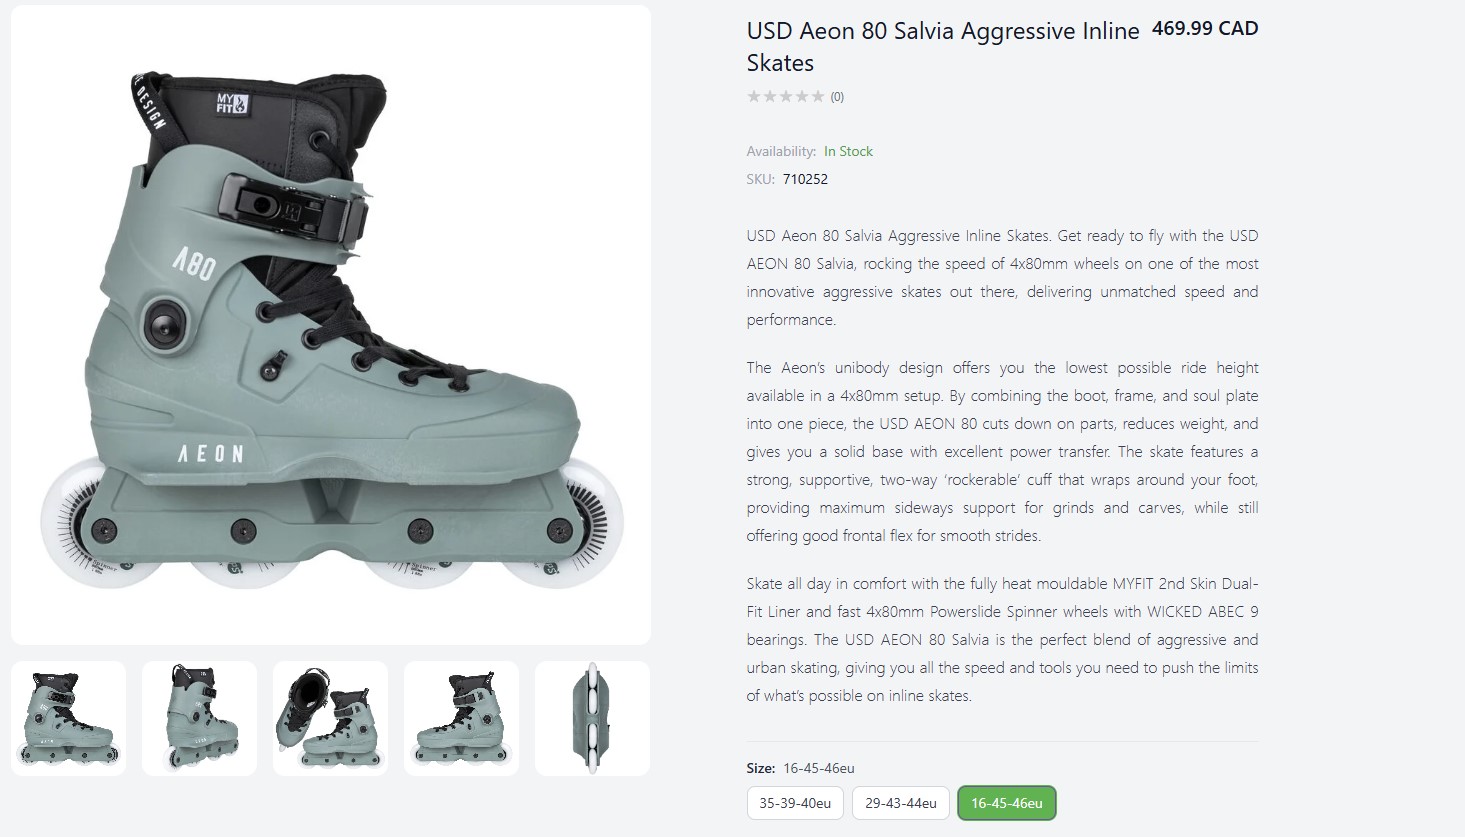 DESIGN
MY
FIT
A80
AEON
USD Aeon 80 Salvia Aggressive Inline
Skates
469.99 CAD
(0)
Availability: In Stock
SKU: 710252
USD Aeon 80 Salvia Aggressive Inline Skates. Get ready to fly with the USD
AEON 80 Salvia, rocking the speed of 4x80mm wheels on one of the most
innovative aggressive skates out there, delivering unmatched speed and
performance.
The Aeon’s unibody design offers you the lowest possible ride height
available in a 4x80mm setup. By combining the boot, frame, and soul plate
into one piece, the USD AEON 80 cuts down on parts, reduces weight, and
gives you a solid base with excellent power transfer. The skate features a
strong, supportive, two-way ‘rockerable’ cuff that wraps around your foot,
providing maximum sideways support for grinds and carves, while still
offering good frontal flex for smooth strides.
Skate all day in comfort with the fully heat mouldable MYFIT 2nd Skin Dual-
Fit Liner and fast 4x80mm Powerslide Spinner wheels with WICKED ABEC 9
bearings. The USD AEON 80 Salvia is the perfect blend of aggressive and
urban skating, giving you all the speed and tools you need to push the limits
of what’s possible on inline skates.
Size: 16-45-46eu
35-39-40eu
29-43-44eu
16-45-46eu